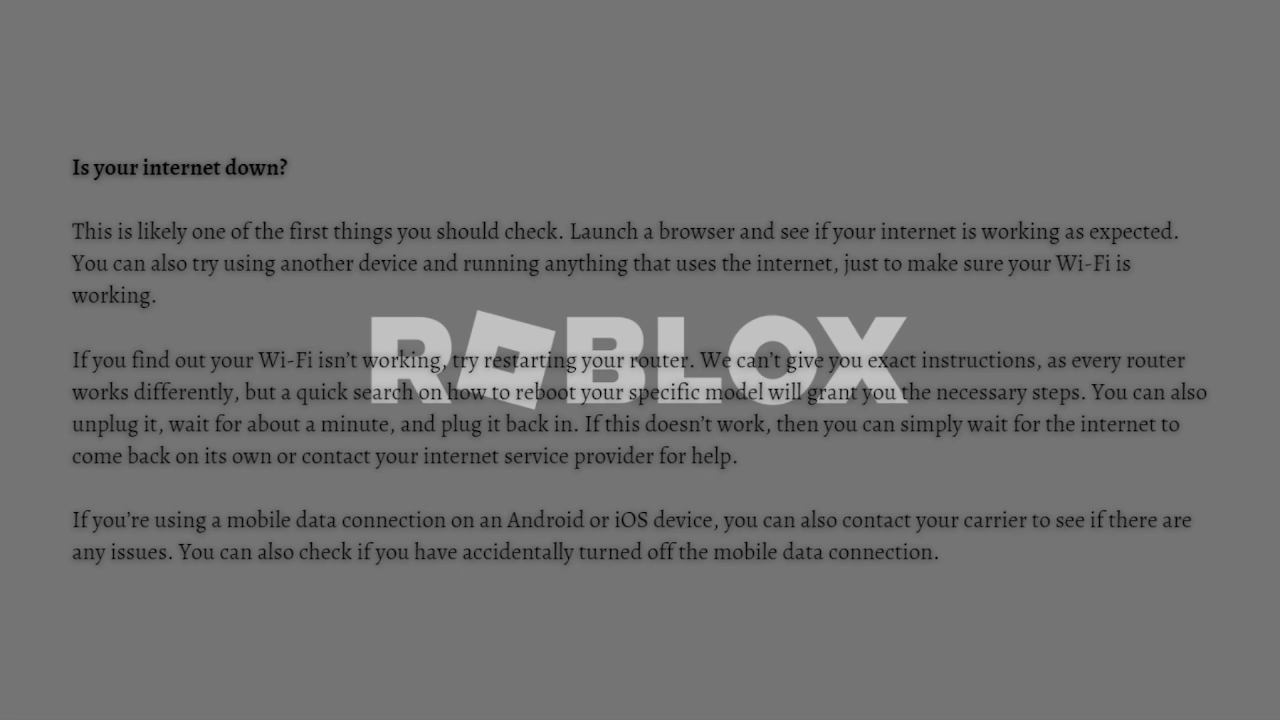 Is your internet down?
This is likely one of the first things you should check. Launch a browser and see if your internet is working as expected.
You can also try using another device and running anything that uses the internet, just to make sure your Wi-Fi is
working.
ROBLOX
If you find out your Wi-Fi isn’t working, try restarting your router. We can’t give you exact instructions, as every router
works differently, but a quick search on how to reboot your specific model will grant you the necessary steps. You can also
unplug it, wait for about a minute, and plug it back in. If this doesn’t work, then you can simply wait for the internet to
come back on its own or contact your internet service provider for help.
If you’re using a mobile data connection on an Android or iOS device, you can also contact your carrier to see if there are
any issues. You can also check if you have accidentally turned off the mobile data connection.